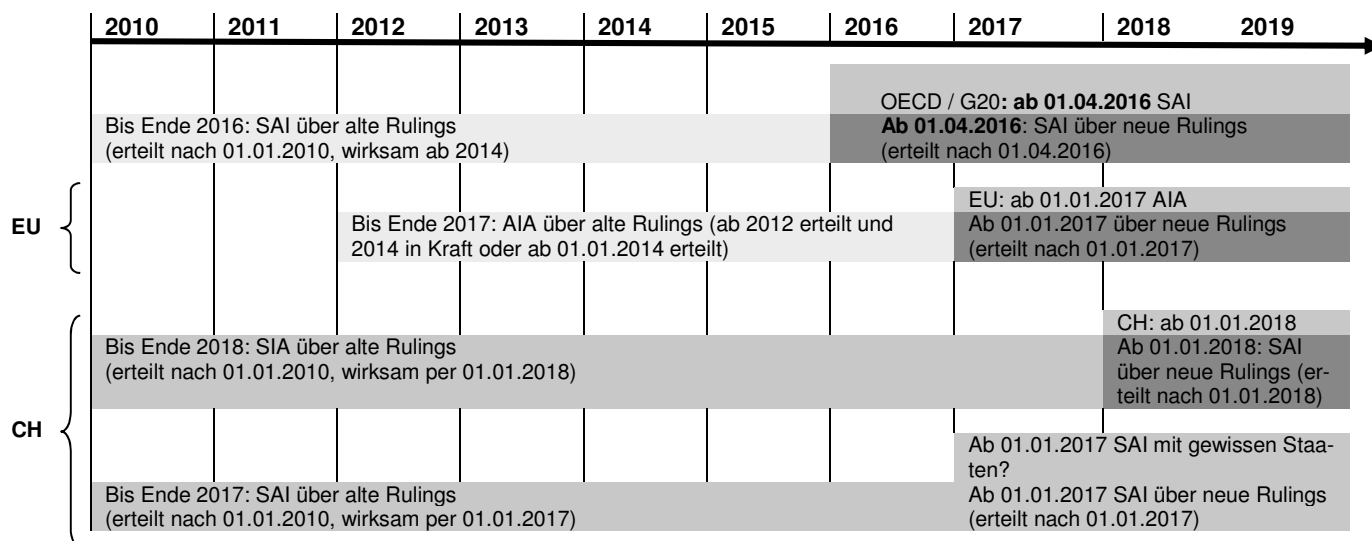 2010 2011 2012 2013 2014 2015 2016 2017 2018 2019
OECD / G20: ab 01.04.2016 SAI
Bis Ende 2016: SAI über alte Rulings
(erteilt nach 01.01.2010, wirksam ab 2014)
Ab 01.04.2016: SAI über neue Rulings
(erteilt nach 01.04.2016)
EU
EU: ab 01.01.2017 AIA
Bis Ende 2017: AIA über alte Rulings (ab 2012 erteilt und
2014 in Kraft oder ab 01.01.2014 erteilt)
Ab 01.01.2017 über neue Rulings
(erteilt nach 01.01.2017)
CH
CH: ab 01.01.2018
Bis Ende 2018: SIA über alte Rulings
(erteilt nach 01.01.2010, wirksam per 01.01.2018)
Ab 01.01.2018: SAI
über neue Rulings (er-
teilt nach 01.01.2018)
Ab 01.01.2017 SAI mit gewissen Staa-
ten?
Bis Ende 2017: SAI über alte Rulings
(erteilt nach 01.01.2010, wirksam per 01.01.2017)
Ab 01.01.2017 SAI über neue Rulings
(erteilt nach 01.01.2017)